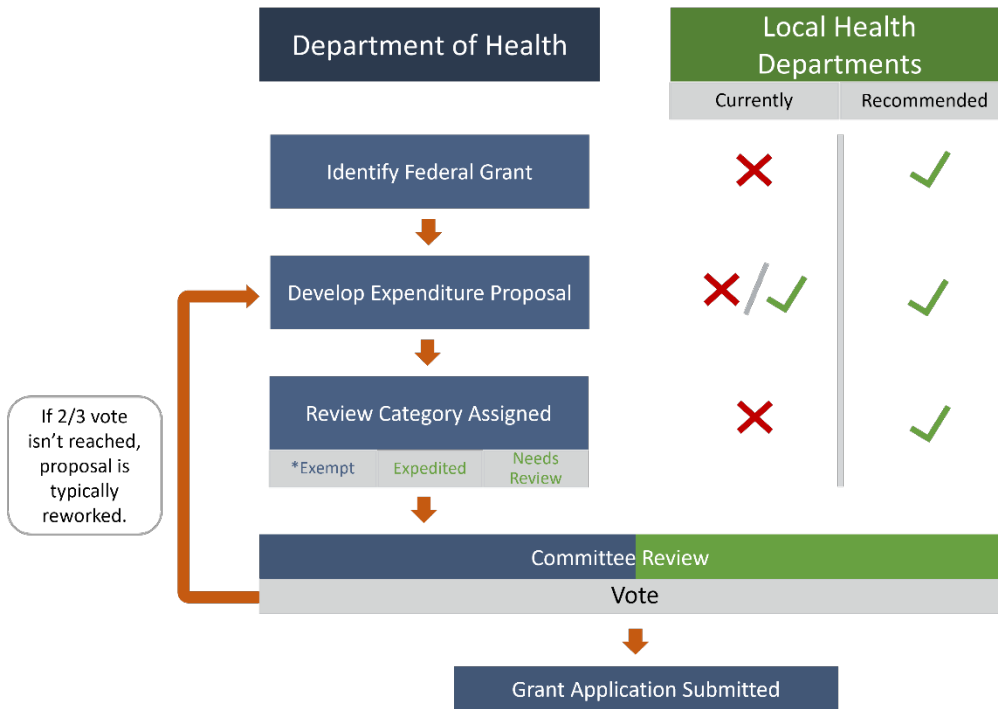 Department of Health
Local Health
Departments
Currently
Recommended
Identify Federal Grant
Develop Expenditure Proposal
Review Category Assigned
*Exempt
Expedited
Needs
Review
If 2/3 vote
isn't reached,
proposal is
typically
reworked.
Committee Review
Vote
Grant Application Submitted